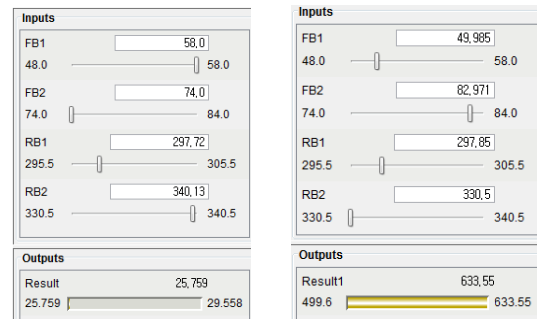 Inputs
FB1 58,0
48.0 58.0
FB2 74,0
74.0 84.0
RB1 297,72
295.5 305.5
RB2 340,13
330.5 340.5
Outputs
Result 25,759
25.759 29.558
Inputs
FB1 49,985
48.0 58.0
FB2 82,971
74.0 84.0
RB1 297,85
295.5 305.5
RB2 330,5
330.5 340.5
Outputs
Result1 633,55
499.6 633.55